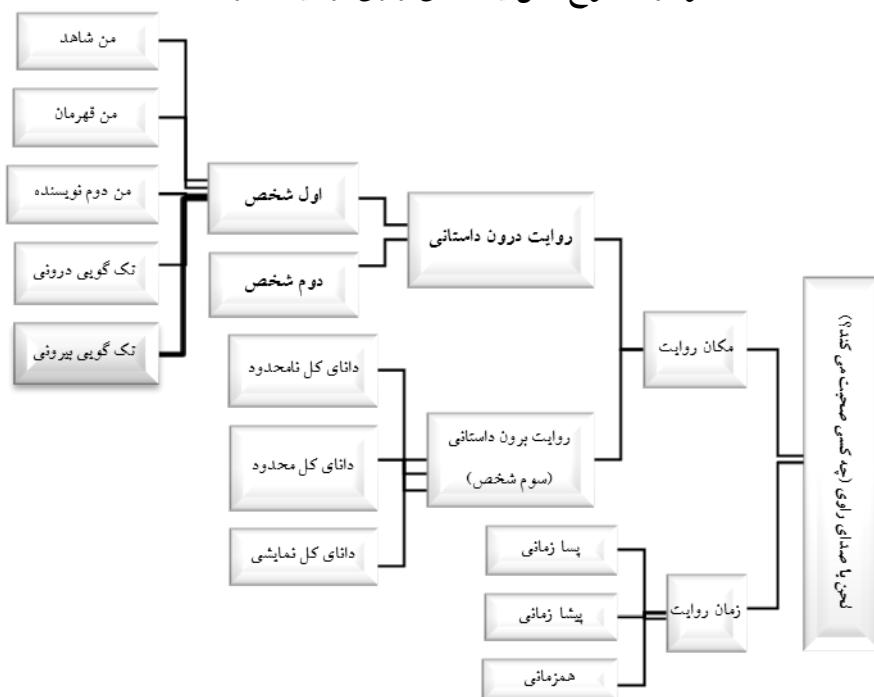 لحن یا صدای راوی (چه کسی صحبت می کند؟)
مکان روایت
روایت درون داستانی
اول شخص
من شاهد
من قهرمان
من دوم نویسنده
تک گویی درونی
تک گویی بیرونی
دوم شخص
روایت برون داستانی
(سوم شخص)
دانای کل نامحدود
دانای کل محدود
دانای کل نمایشی
زمان روایت
پسا زمانی
پیشا زمانی
همزمانی